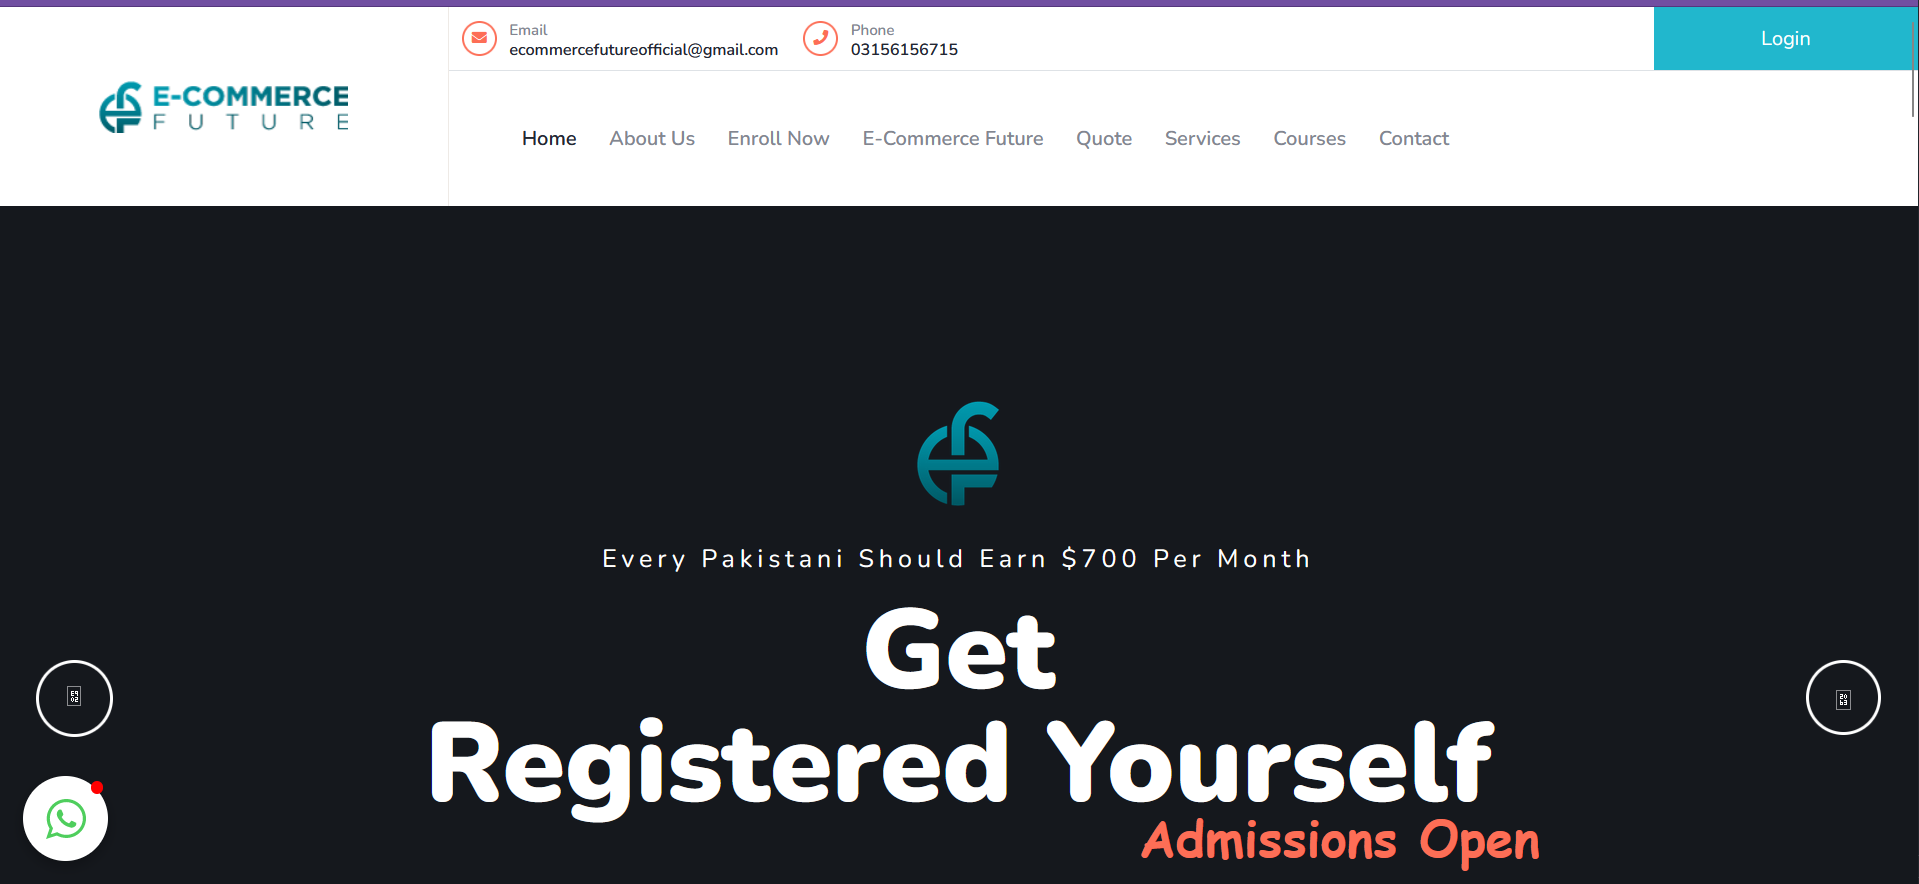 Email
ecommercefutureofficial@gmail.com
Phone
03156156715
Login
E-COMMERCE
FUTURE
Home About Us Enroll Now E-Commerce Future Quote Services Courses Contact
Every Pakistani Should Earn $700 Per Month
Get
Registered Yourself
Admissions Open